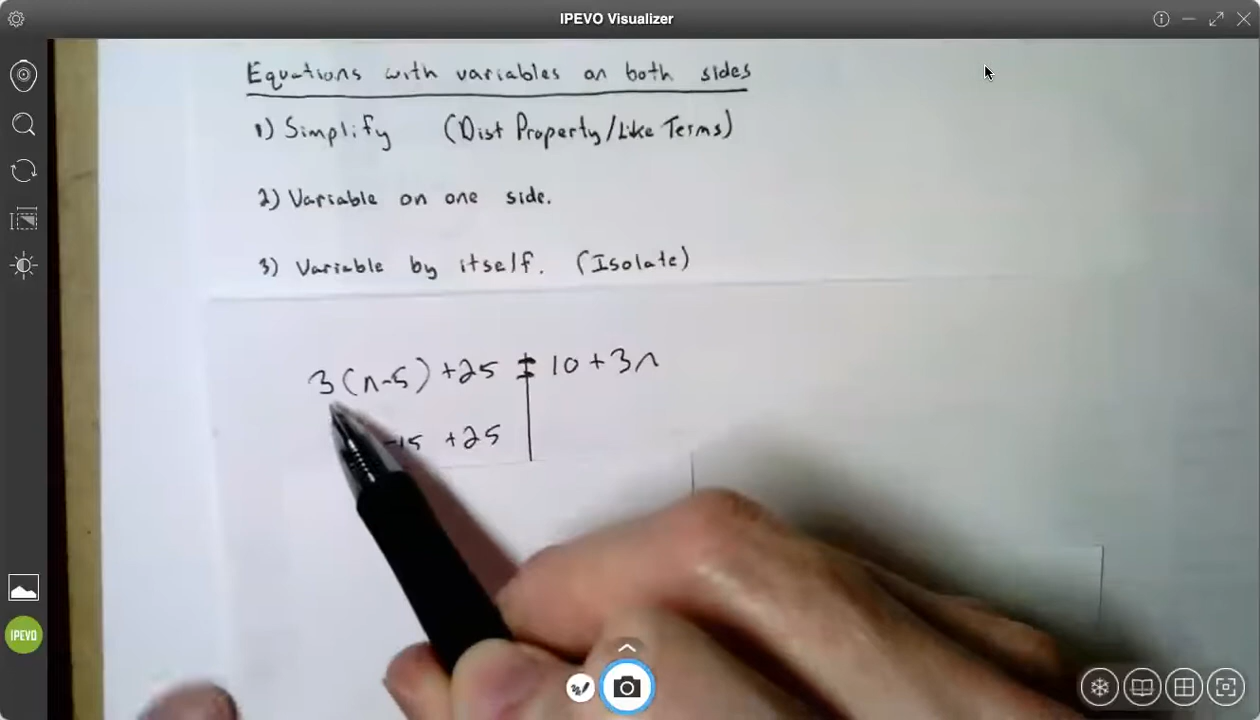 IPEVO Visualizer
Equations with variables on both sides
1) Simplify (Dist Property/Like Terms)
2) Variable on one side.
3) Variable by itself. (Isolate)
3(n-5) +25 = 10 +3n
-15 +25
IPEVO